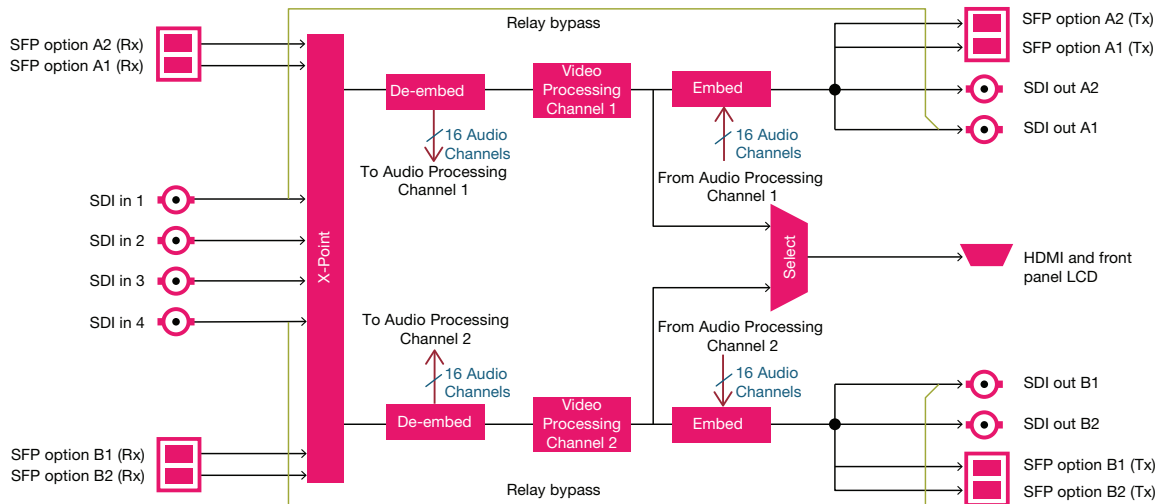 Relay bypass
SFP option A2 (Rx)
SFP option A1 (Rx)
SDI in 1
SDI in 2
SDI in 3
SDI in 4
SFP option B1 (Rx)
SFP option B2 (Rx)
X-Point
De-embed
16 Audio
Channels
To Audio Processing
Channel 1
Video
Processing
Channel 1
Embed
16 Audio
Channels
From Audio Processing
Channel 1
Select
To Audio Processing
Channel 2
16 Audio
Channels
De-embed
Video
Processing
Channel 2
From Audio Processing
Channel 2
16 Audio
Channels
Embed
SFP option A2 (Tx)
SFP option A1 (Tx)
SDI out A2
SDI out A1
HDMI and front
panel LCD
SDI out B1
SDI out B2
SFP option B1 (Tx)
SFP option B2 (Tx)
Relay bypass